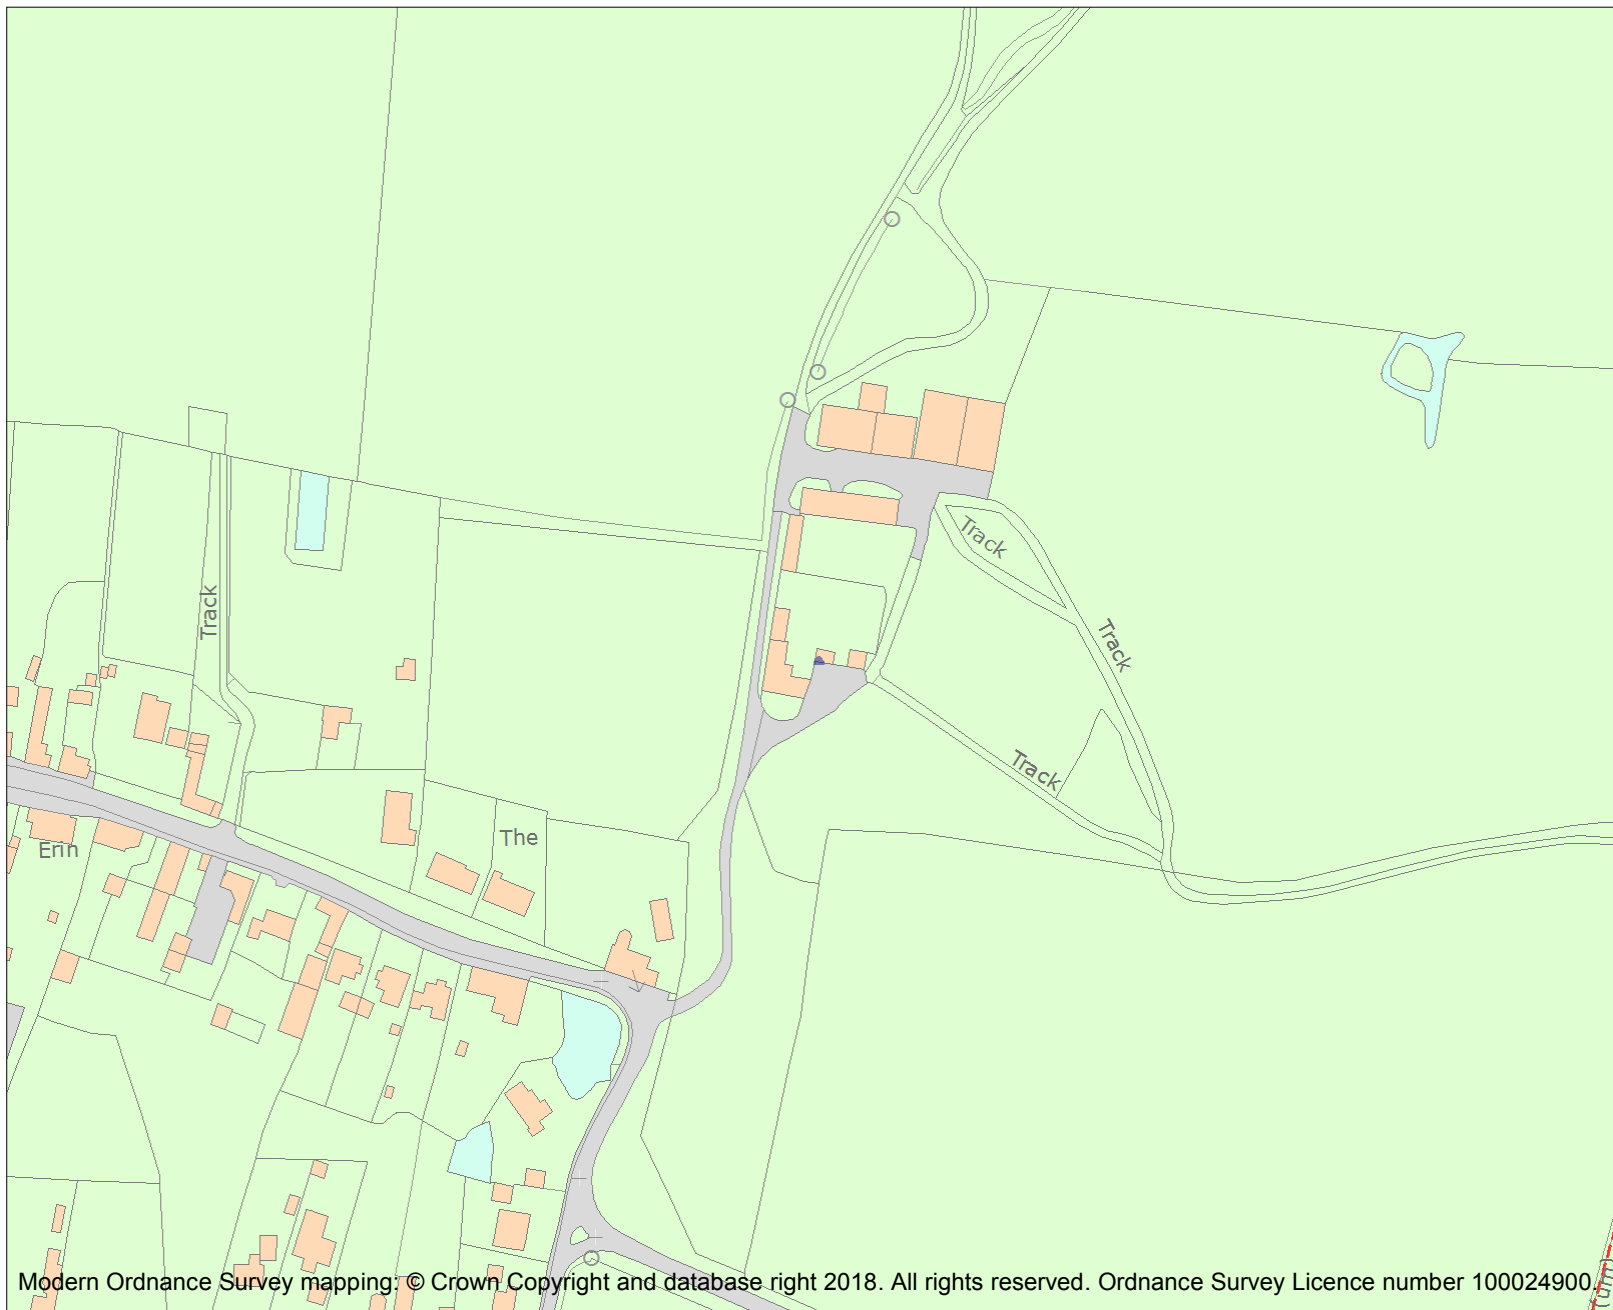 Track
Track
Track
Track
The
Erin
Modern Ordnance Survey mapping: © Crown Copyright and database right 2018. All rights reserved. Ordnance Survey Licence number 100024900.